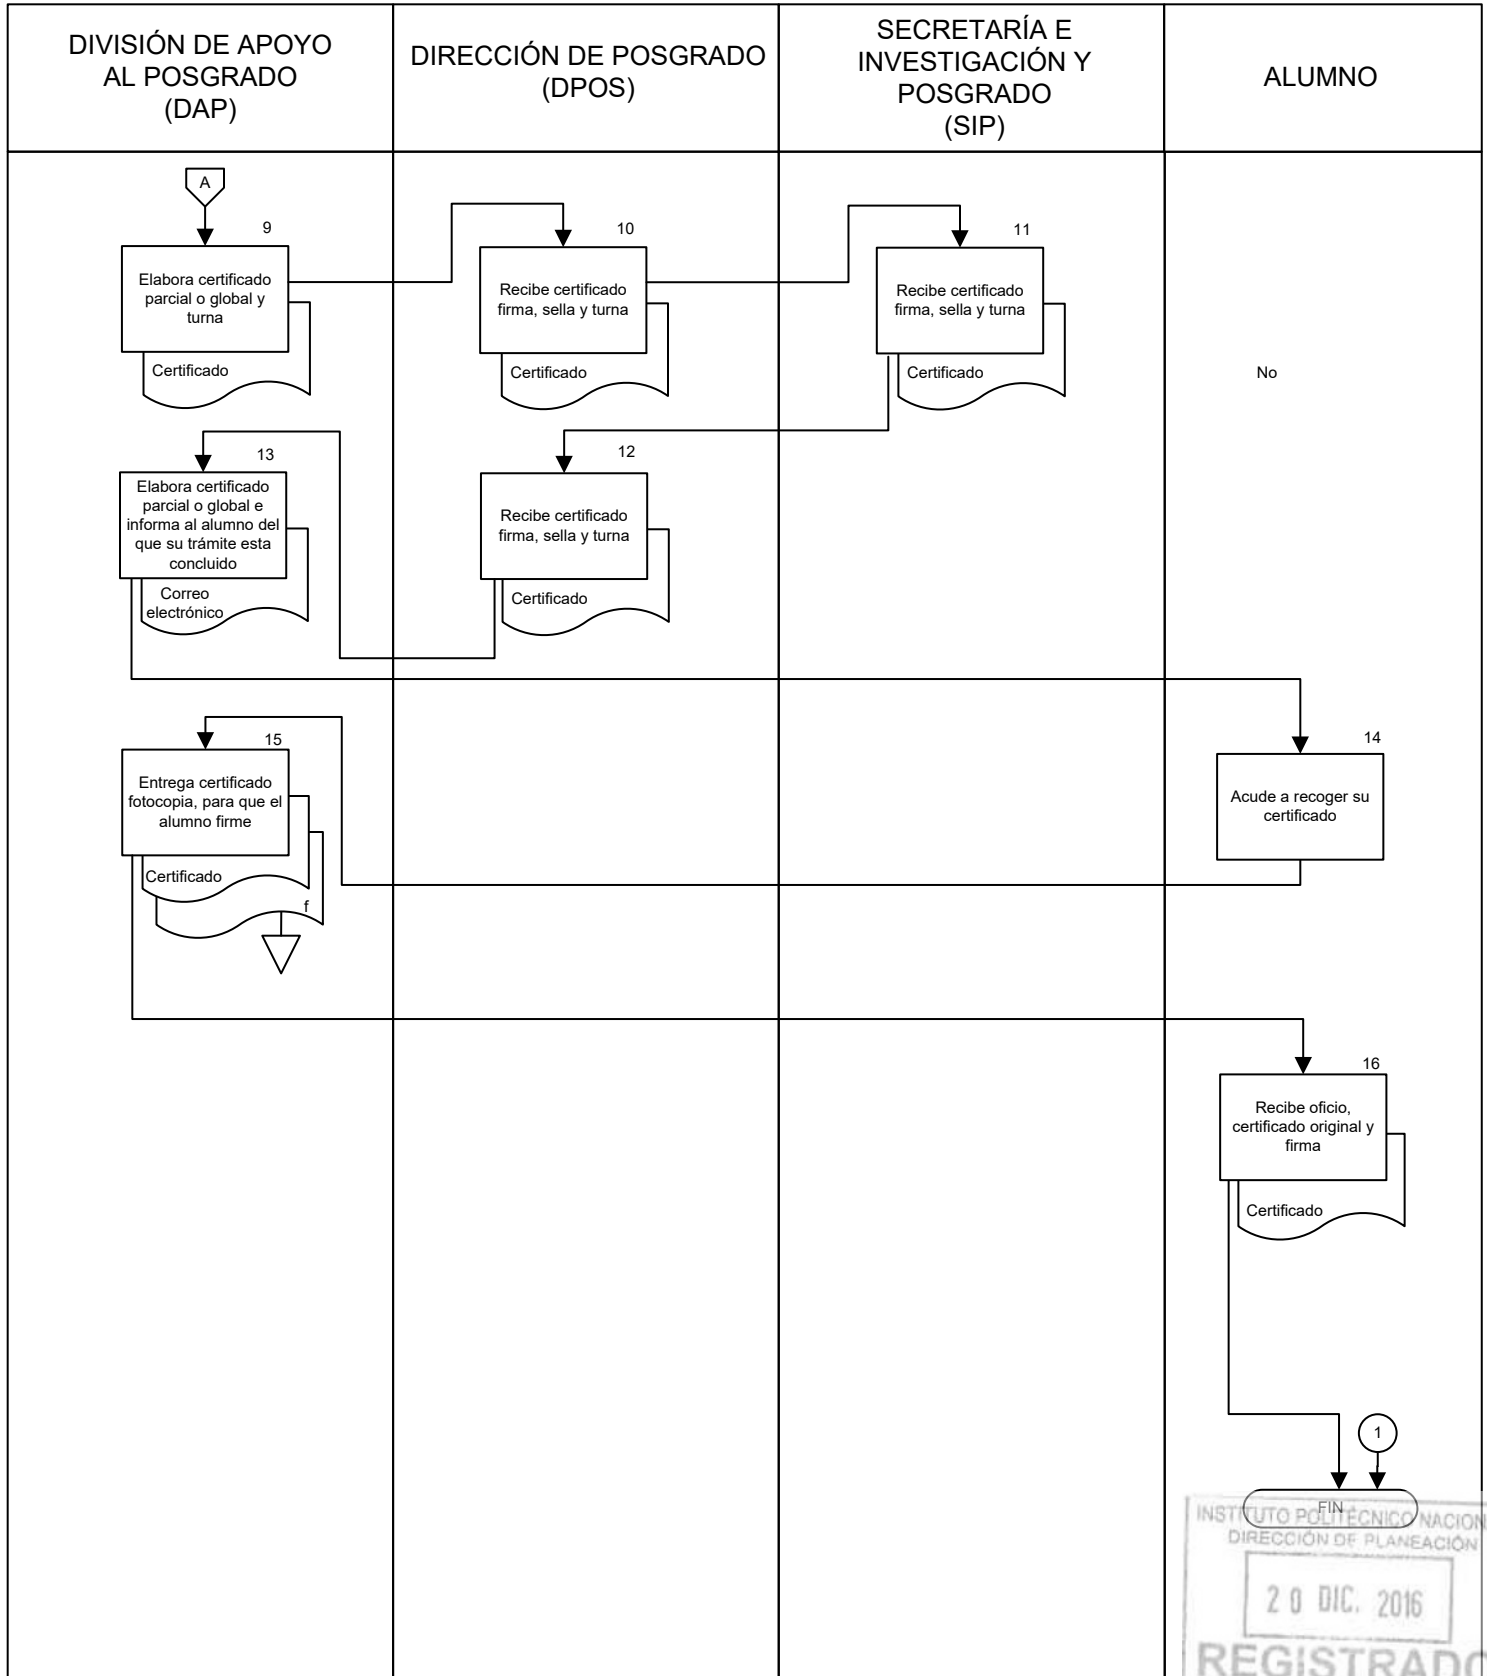 DIVISIÓN DE APOYO
AL POSGRADO
(DAP)
DIRECCIÓN DE POSGRADO
(DPOS)
SECRETARÍA E
INVESTIGACIÓN Y
POSGRADO
(SIP)
ALUMNO
A
9
Elabora certificado
parcial o global y
turna
Certificado
10
Recibe certificado
firma, sella y turna
Certificado
11
Recibe certificado
firma, sella y turna
Certificado
No
13
Elabora certificado
parcial o global e
informa al alumno del
que su trámite esta
concluido
Correo
electrónico
12
Recibe certificado
firma, sella y turna
Certificado
15
Entrega certificado
fotocopia, para que el
alumno firme
Certificado
f
14
Acude a recoger su
certificado
16
Recibe oficio,
certificado original y
firma
Certificado
1
FIN
INSTITUTO POLITÉCNICO NACION
DIRECCIÓN DE PLANEACIÓN
20 DIC. 2016
REGISTRADO